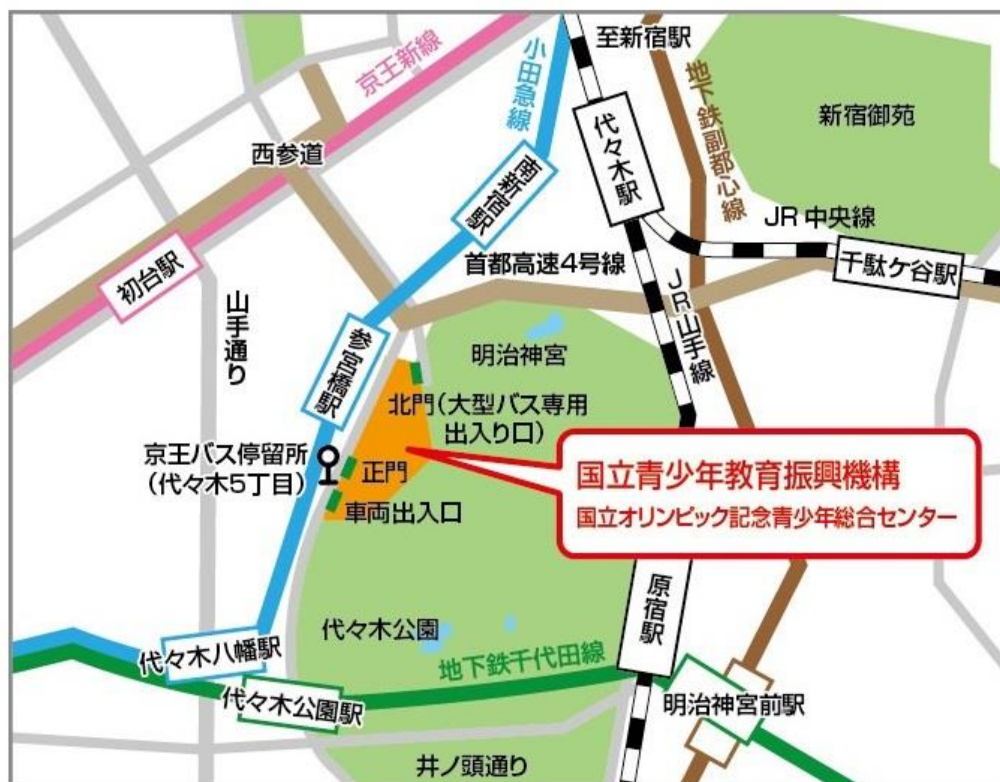 至新宿駅
京王新線
小田急線
地下鉄副都心線
新宿御苑
代々木駅
西参道
南新宿駅
JR中央線
千駄ケ谷駅
首都高速4号線
初台駅
山手通り
JR山手線
参宮橋駅
明治神宮
北門(大型バス専用
出入り口)
京王バス停留所
(代々木5丁目)
正門
車両出入口
国立青少年教育振興機構
国立オリンピック記念青少年総合センター
原宿駅
代々木公園
代々木八幡駅
地下鉄千代田線
代々木公園駅
明治神宮前駅
井ノ頭通り